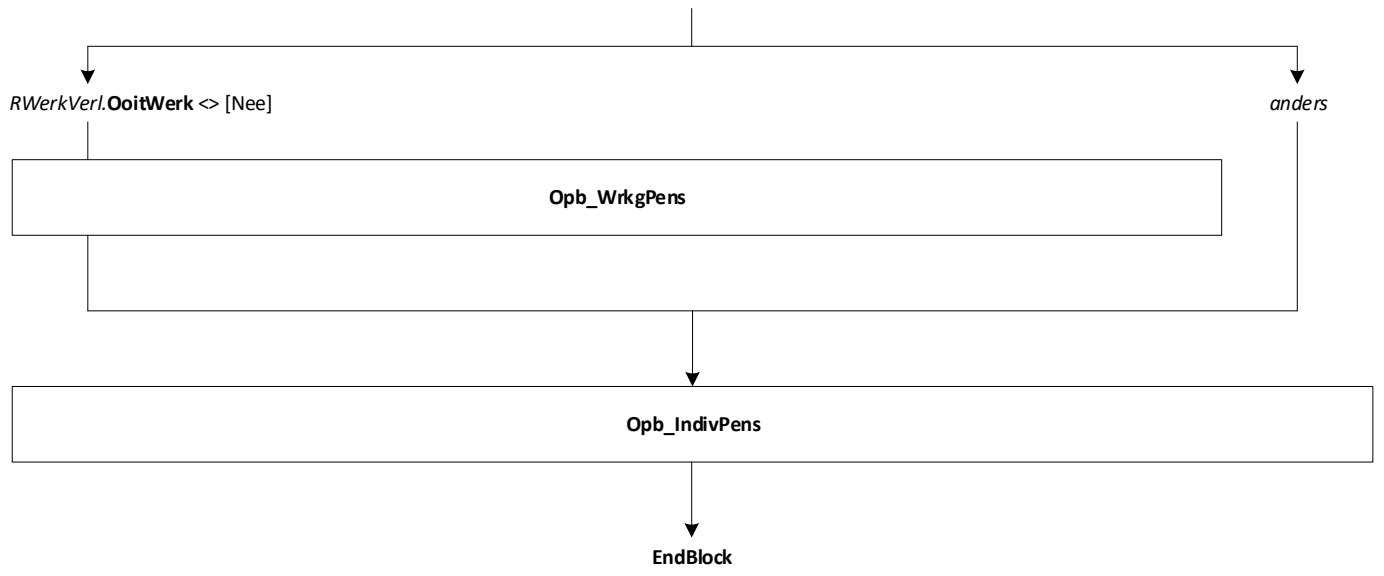 RWerkVerl.OoitWerk <> [Nee]
anders
Opb_WrkgPens
Opb_IndivPens
EndBlock